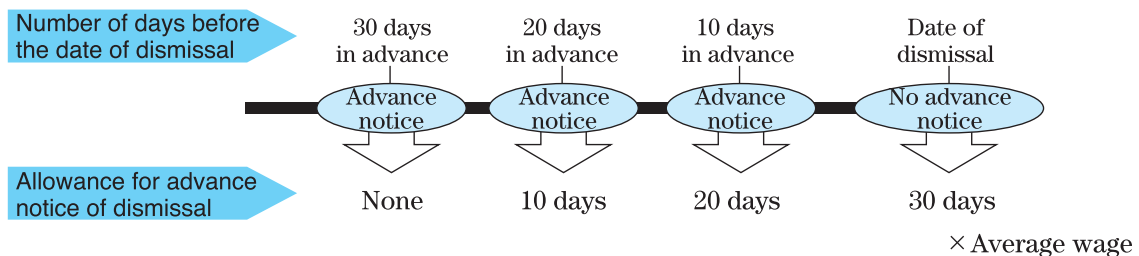 Number of days before
the date of dismissal
30 days
in advance
20 days
in advance
10 days
in advance
Date of
dismissal
Advance
notice
Advance
notice
Advance
notice
No advance
notice
Allowance for advance
notice of dismissal
None
10 days
20 days
30 days
× Average wage